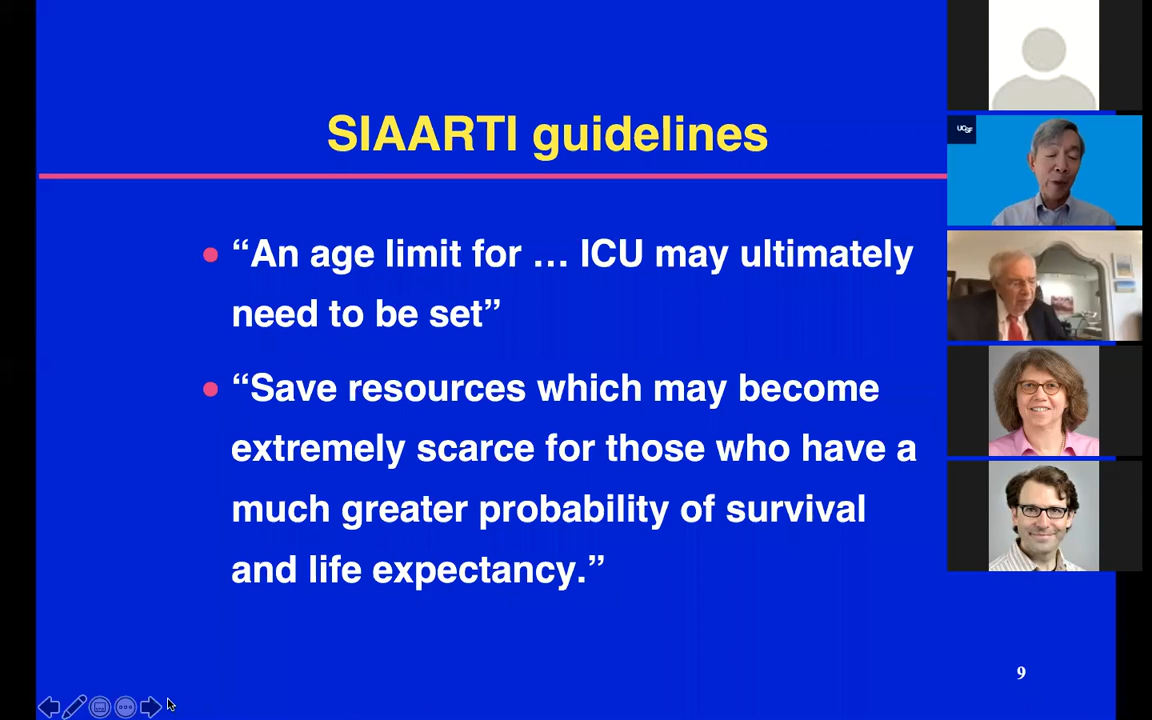 SIAARTI guidelines
“An age limit for … ICU may ultimately
need to be set”
“Save resources which may become
extremely scarce for those who have a
much greater probability of survival
and life expectancy.”
9
UCSF